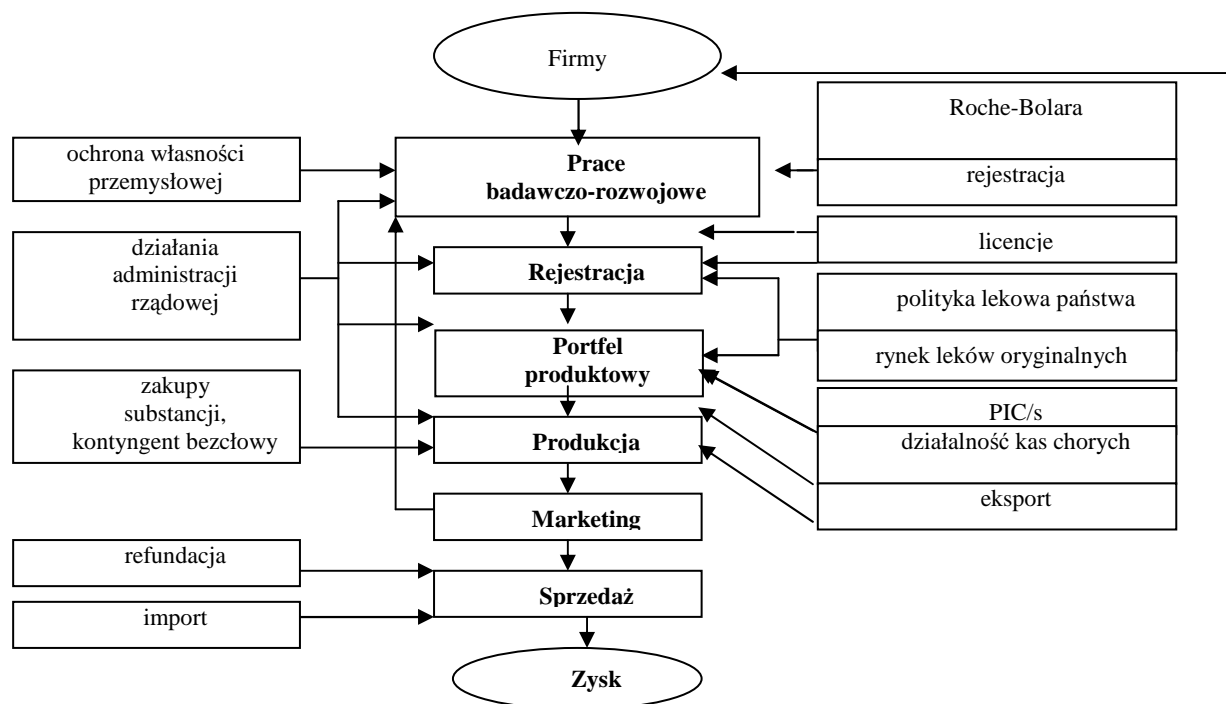 Firmy
Roche-Bolara
ochrona własności
przemysłowej
Prace
badawczo-rozwojowe
rejestracja
działania
administracji
rządowej
licencje
Rejestracja
polityka lekowa państwa
Portfel
produktowy
rynek leków oryginalnych
zakupy
substancji,
kontyngent bezcłowy
PIC/s
działalność kas chorych
Produkcja
eksport
Marketing
refundacja
Sprzedaż
import
Zysk